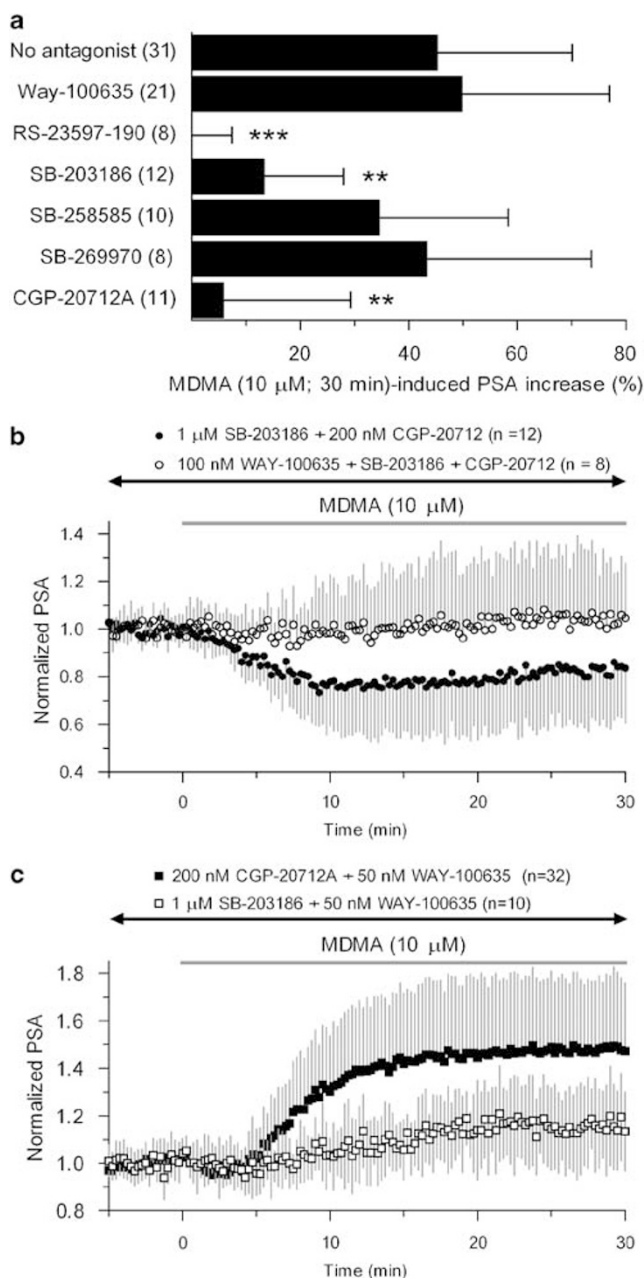 a
No antagonist (31)
Way-100635 (21)
RS-23597-190 (8)
***
SB-203186 (12)
**
SB-258585 (10)
SB-269970 (8)
CGP-20712A (11)
**
20 40 60 80
MDMA (10 μM; 30 min)-induced PSA increase (%)
b
1 μM SB-203186 + 200 nM CGP-20712 (n =12)
100 nM WAY-100635 + SB-203186 + CGP-20712 (n = 8)
MDMA (10 μM)
Normalized PSA
1.4
1.2
1.0
0.8
0.6
0.4
0 10 20 30
Time (min)
c
200 nM CGP-20712A + 50 nM WAY-100635 (n=32)
1 μM SB-203186 + 50 nM WAY-100635 (n=10)
MDMA (10 μM)
Normalized PSA
1.8
1.6
1.4
1.2
1.0
0.8
0 10 20 30
Time (min)